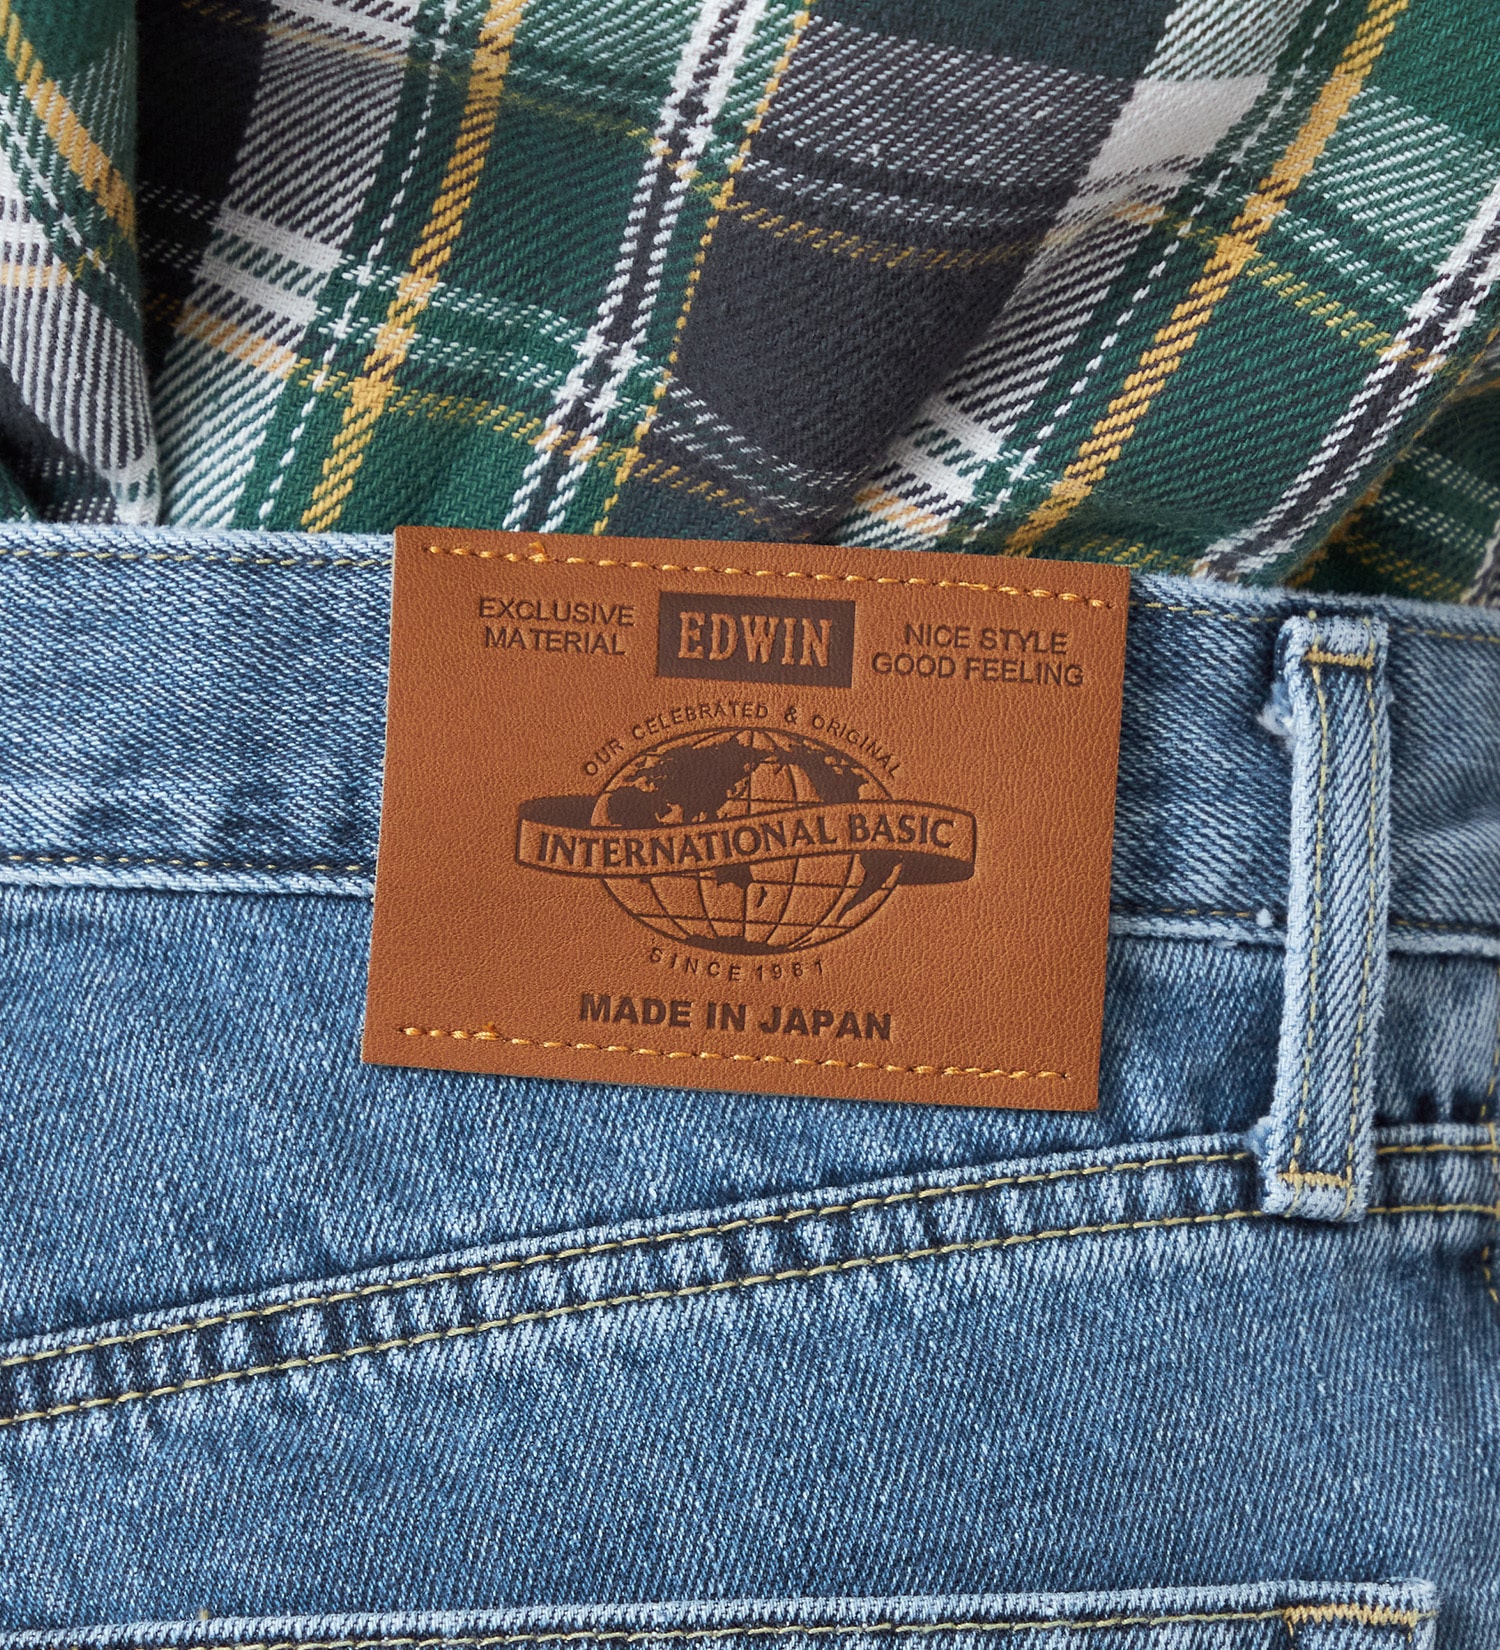 EXCLUSIVE
MATERIAL
EDWIN
NICE STYLE
GOOD FEELING
OUR CELEBRATED & ORIGINAL
INTERNATIONAL BASIC
SINCE 1961
MADE IN JAPAN